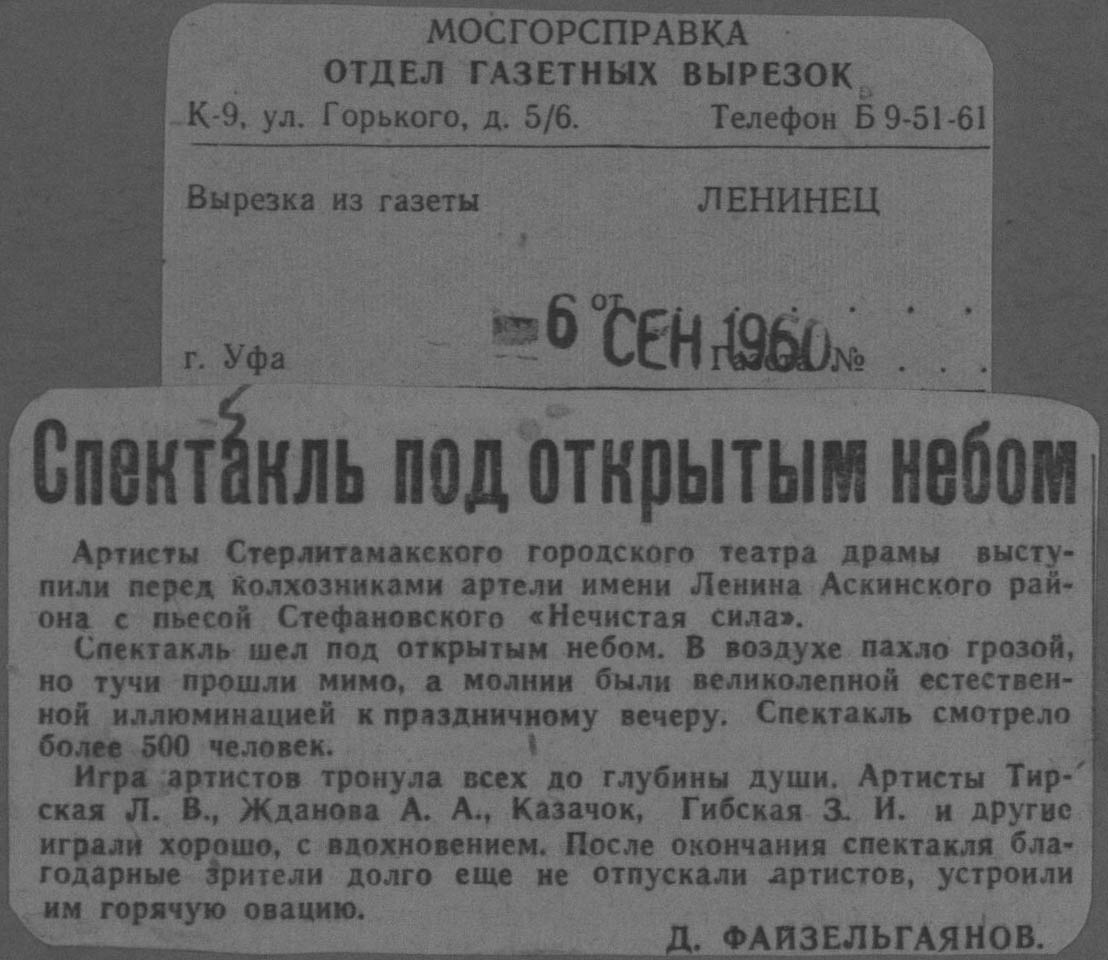 МОСГОРСПРАВКА
ОТДЕЛ ГАЗЕТНЫХ ВЫРЕЗОК
К-9, ул. Горького, д. 5/6. Телефон Б 9-51-61
Вырезка из газеты ЛЕНИНЕЦ
от . . . .
-6 СЕН 1960
г. Уфа Газета № . . .
Спектакль под открытым небом
Артисты Стерлитамакского городского театра драмы высту-
пили перед колхозниками артели имени Ленина Аскинского рай-
она с пьесой Стефановского «Нечистая сила».
Спектакль шел под открытым небом. В воздухе пахло грозой,
но тучи прошли мимо, а молнии были великолепной естествен-
ной иллюминацией к праздничному вечеру. Спектакль смотрело
более 500 человек.
Игра артистов тронула всех до глубины души. Артисты Тир-
ская Л. В., Жданова А. А., Казачок, Гибская З. И. и другие
играли хорошо, с вдохновением. После окончания спектакля бла-
годарные зрители долго еще не отпускали артистов, устроили
им горячую овацию.
Д. ФАЙЗЕЛЬГАЯНОВ.